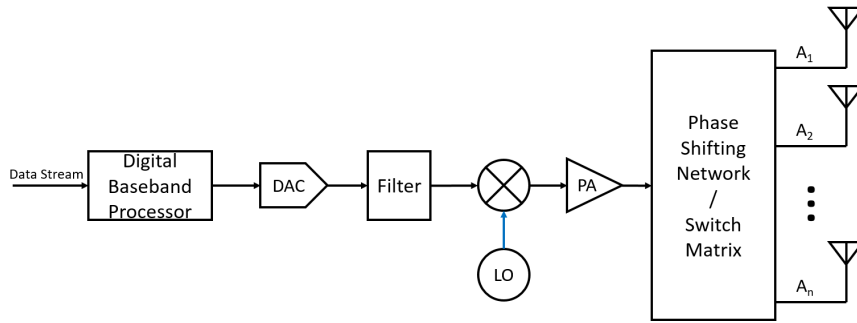 Data Stream
Digital
Baseband
Processor
DAC
Filter
LO
PA
Phase
Shifting
Network
/
Switch
Matrix
A1
A2
An